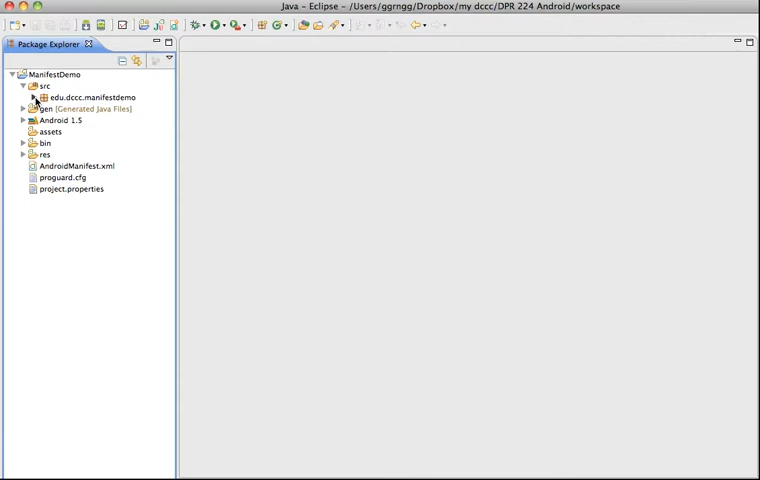 Java - Eclipse - /Users/ggrngg/Dropbox/my dccc/DPR 224 Android/workspace
Package Explorer
ManifestDemo
src
edu.dccc.manifestdemo
gen [Generated Java Files]
Android 1.5
assets
bin
res
AndroidManifest.xml
proguard.cfg
project.properties